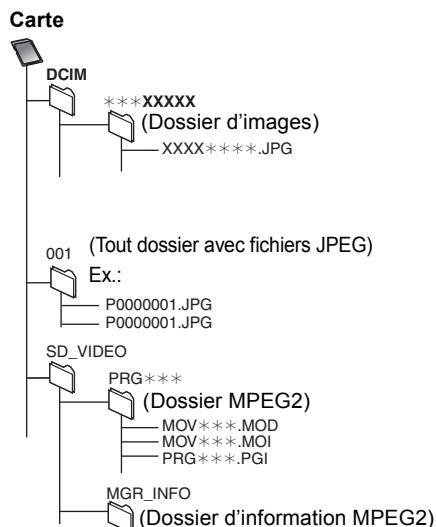 Carte
DCIM
∗∗∗XXXXX
(Dossier d’images)
XXXX∗∗∗∗.JPG
001
(Tout dossier avec fichiers JPEG)
Ex.:
P0000001.JPG
P0000001.JPG
SD_VIDEO
PRG∗∗∗
(Dossier MPEG2)
MOV∗∗∗.MOD
MOV∗∗∗.MOI
PRG∗∗∗.PGI
MGR_INFO
(Dossier d’information MPEG2)